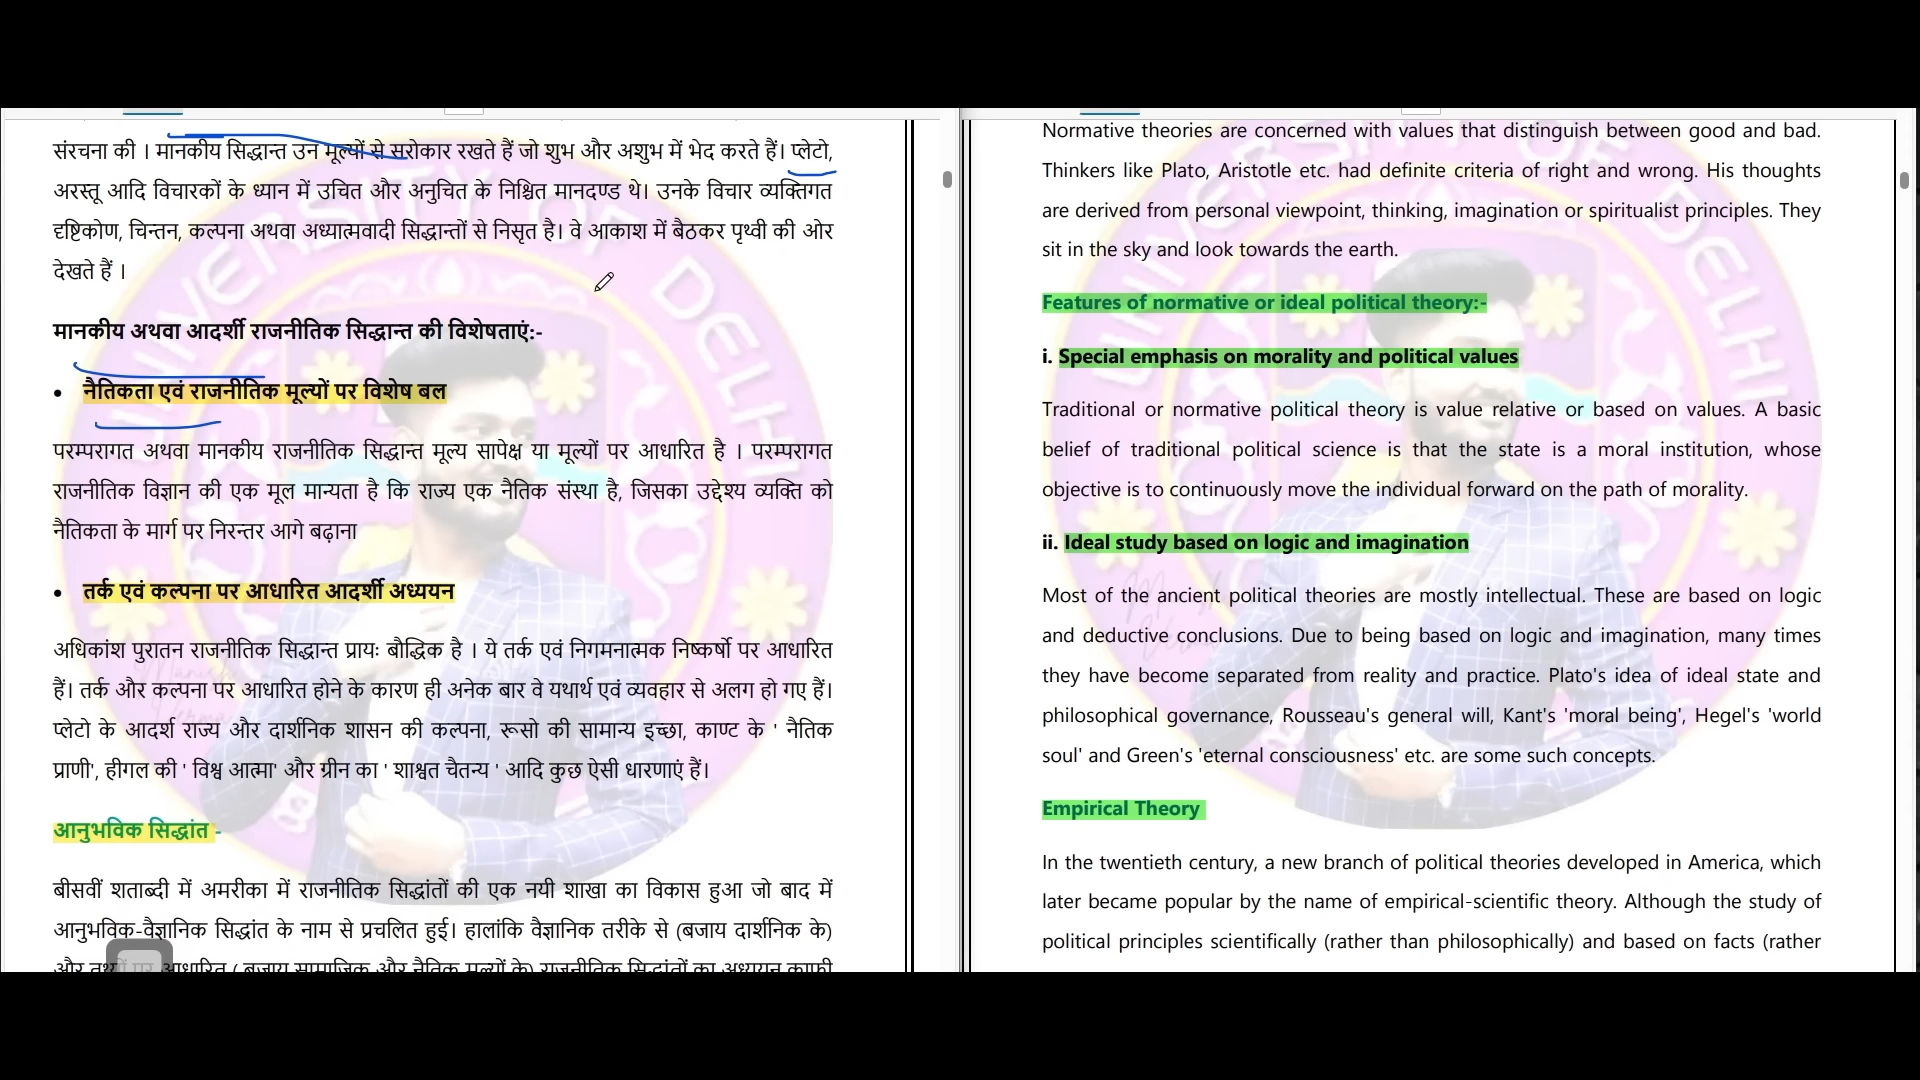 संरचना की । मानकीय सिद्धान्त उन मूल्यों से सरोकार रखते हैं जो शुभ और अशुभ में भेद करते हैं। प्लेटो,
अरस्तू आदि विचारकों के ध्यान में उचित और अनुचित के निश्चित मानदण्ड थे। उनके विचार व्यक्तिगत
दृष्टिकोण, चिन्तन, कल्पना अथवा अध्यात्मवादी सिद्धान्तों से निसृत है। वे आकाश में बैठकर पृथ्वी की ओर
देखते हैं ।
मानकीय अथवा आदर्शी राजनीतिक सिद्धान्त की विशेषताएं:-
• नैतिकता एवं राजनीतिक मूल्यों पर विशेष बल
परम्परागत अथवा मानकीय राजनीतिक सिद्धान्त मूल्य सापेक्ष या मूल्यों पर आधारित है । परम्परागत
राजनीतिक विज्ञान की एक मूल मान्यता है कि राज्य एक नैतिक संस्था है, जिसका उद्देश्य व्यक्ति को
नैतिकता के मार्ग पर निरन्तर आगे बढ़ाना
• तर्क एवं कल्पना पर आधारित आदर्शी अध्ययन
अधिकांश पुरातन राजनीतिक सिद्धान्त प्रायः बौद्धिक है । ये तर्क एवं निगमनात्मक निष्कर्षो पर आधारित
हैं। तर्क और कल्पना पर आधारित होने के कारण ही अनेक बार वे यथार्थ एवं व्यवहार से अलग हो गए हैं।
प्लेटो के आदर्श राज्य और दार्शनिक शासन की कल्पना, रूसो की सामान्य इच्छा, काण्ट के ' नैतिक
प्राणी', हीगल की ' विश्व आत्मा' और ग्रीन का ' शाश्वत चैतन्य ' आदि कुछ ऐसी धारणाएं हैं।
आनुभविक सिद्धांत -
बीसवीं शताब्दी में अमरीका में राजनीतिक सिद्धांतों की एक नयी शाखा का विकास हुआ जो बाद में
आनुभविक-वैज्ञानिक सिद्धांत के नाम से प्रचलित हुई। हालांकि वैज्ञानिक तरीके से (बजाय दार्शनिक के)
और तथ्यों पर आधारित ( बजाय सामाजिक और नैतिक मूल्यों के) राजनीतिक सिद्धांतों का अध्ययन काफी
Normative theories are concerned with values that distinguish between good and bad.
Thinkers like Plato, Aristotle etc. had definite criteria of right and wrong. His thoughts
are derived from personal viewpoint, thinking, imagination or spiritualist principles. They
sit in the sky and look towards the earth.
Features of normative or ideal political theory:-
i. Special emphasis on morality and political values
Traditional or normative political theory is value relative or based on values. A basic
belief of traditional political science is that the state is a moral institution, whose
objective is to continuously move the individual forward on the path of morality.
ii. Ideal study based on logic and imagination
Most of the ancient political theories are mostly intellectual. These are based on logic
and deductive conclusions. Due to being based on logic and imagination, many times
they have become separated from reality and practice. Plato's idea of ideal state and
philosophical governance, Rousseau's general will, Kant's 'moral being', Hegel's 'world
soul' and Green's 'eternal consciousness' etc. are some such concepts.
Empirical Theory
In the twentieth century, a new branch of political theories developed in America, which
later became popular by the name of empirical-scientific theory. Although the study of
political principles scientifically (rather than philosophically) and based on facts (rather
UNIVERSITY OF DELHI
UNIVERSITY OF DELHI